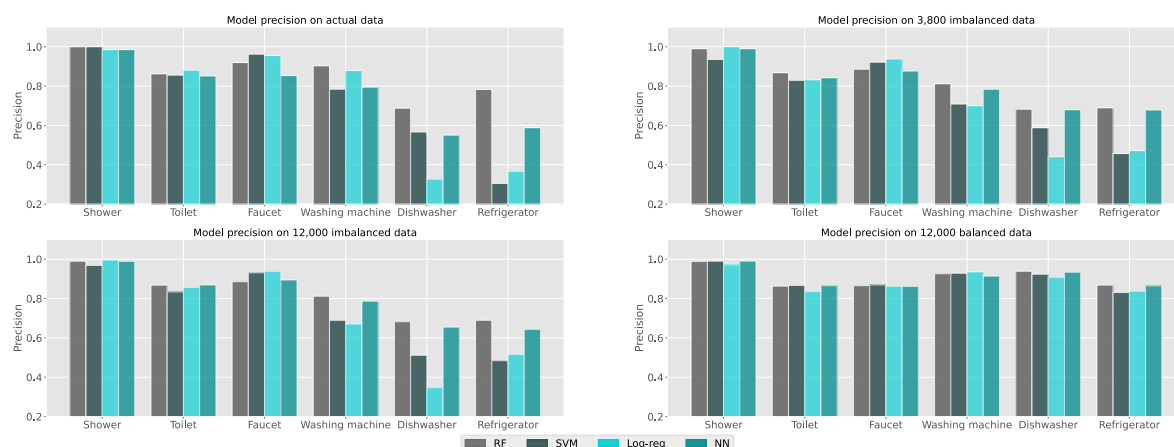 Model precision on actual data
Precision
1.0
0.8
0.6
0.4
0.2
Shower Toilet Faucet Washing machine Dishwasher Refrigerator
Model precision on 3,800 imbalanced data
Precision
1.0
0.8
0.6
0.4
0.2
Shower Toilet Faucet Washing machine Dishwasher Refrigerator
Model precision on 12,000 imbalanced data
Precision
1.0
0.8
0.6
0.4
0.2
Shower Toilet Faucet Washing machine Dishwasher Refrigerator
Model precision on 12,000 balanced data
Precision
1.0
0.8
0.6
0.4
0.2
Shower Toilet Faucet Washing machine Dishwasher Refrigerator
RF SVM Log-reg NN